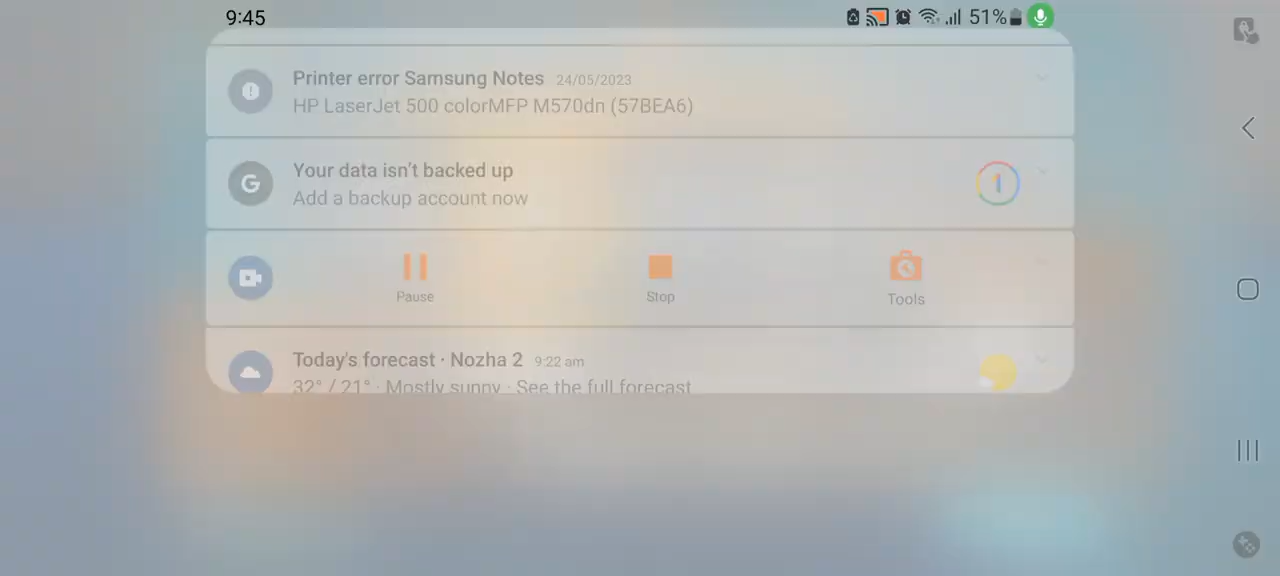 9:45
51%
Printer error Samsung Notes 24/05/2023
HP LaserJet 500 colorMFP M570dn (57BEA6)
G
Your data isn't backed up
Add a backup account now
Pause
Stop
Tools
Today's forecast · Nozha 2 9:22 am
32° / 21° · Mostly sunny · See the full forecast